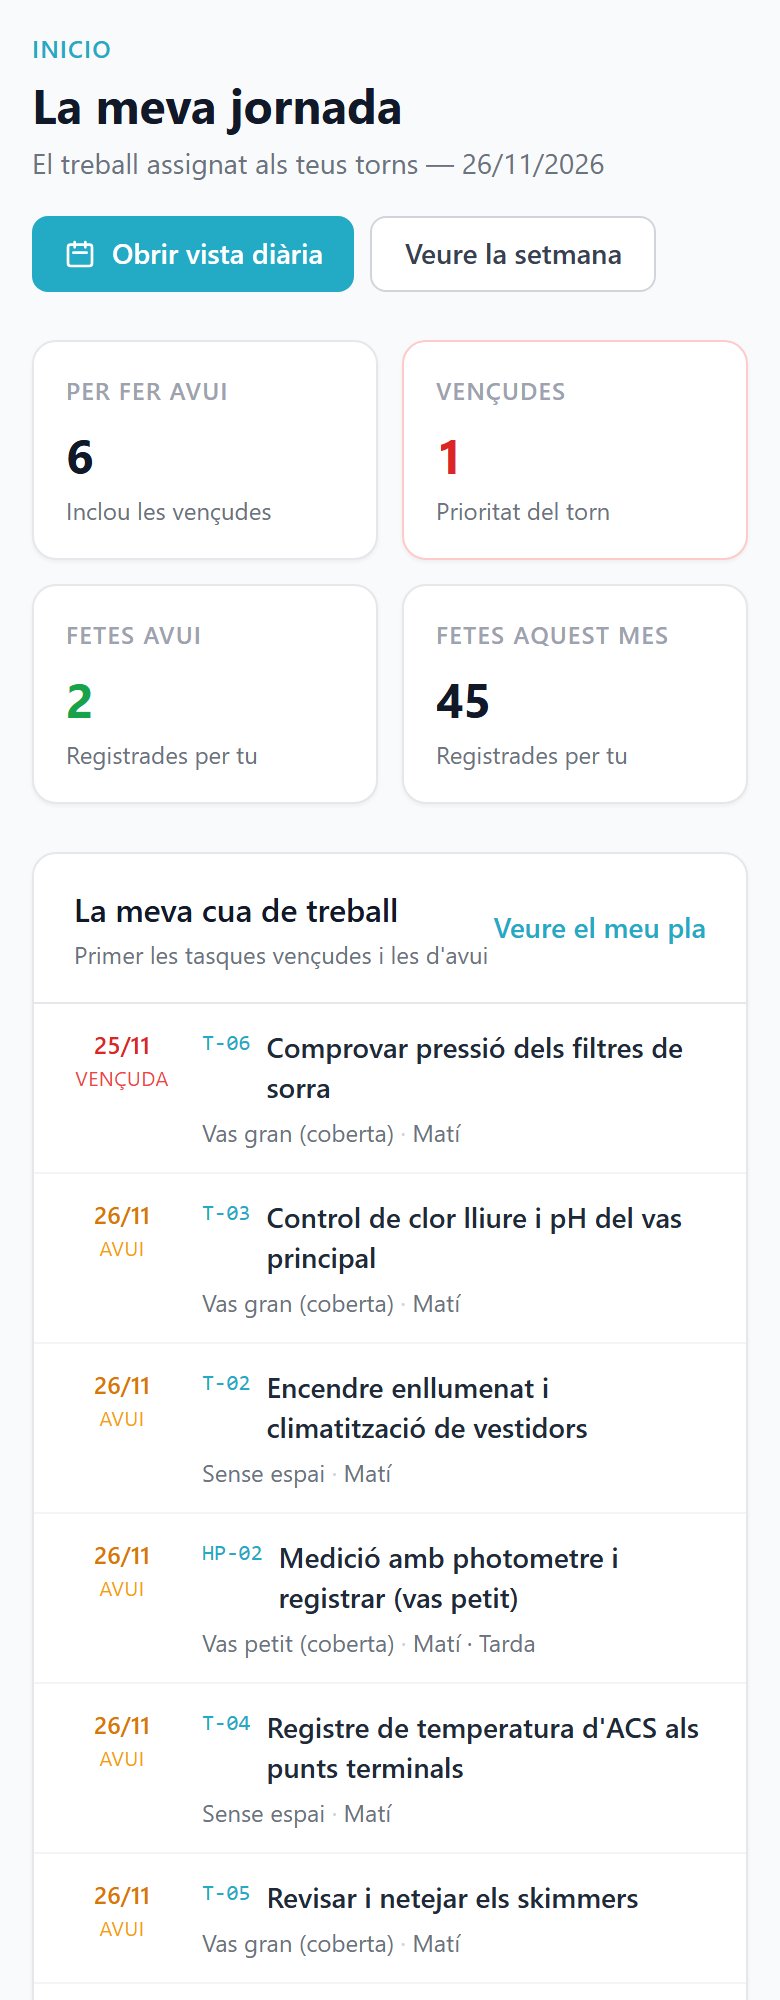 INICIO
La meva jornada
El treball assignat als teus torns — 26/11/2026
Obrir vista diària
Veure la setmana
PER FER AVUI
6
Inclou les vençudes
VENÇUDES
1
Prioritat del torn
FETES AVUI
2
Registrades per tu
FETES AQUEST MES
45
Registrades per tu
La meva cua de treball
Primer les tasques vençudes i les d'avui
Veure el meu pla
25/11
VENÇUDA
T-06 Comprovar pressió dels filtres de
sorra
Vas gran (coberta) · Matí
26/11
AVUI
T-03 Control de clor lliure i pH del vas
principal
Vas gran (coberta) · Matí
26/11
AVUI
T-02 Encendre enllumenat i
climatització de vestidors
Sense espai · Matí
26/11
AVUI
HP-02 Medició amb photometre i
registrar (vas petit)
Vas petit (coberta) · Matí · Tarda
26/11
AVUI
T-04 Registre de temperatura d'ACS als
punts terminals
Sense espai · Matí
26/11
AVUI
T-05 Revisar i netejar els skimmers
Vas gran (coberta) · Matí